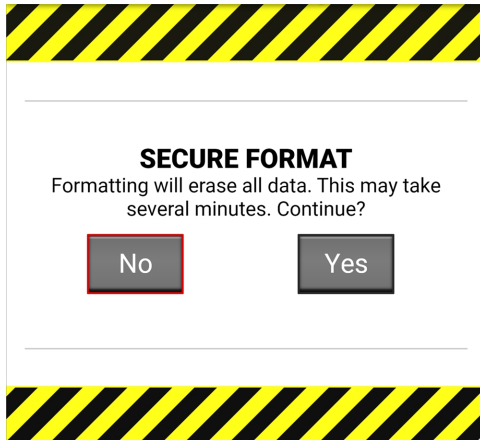 SECURE FORMAT
Formatting will erase all data. This may take
several minutes. Continue?
No
Yes